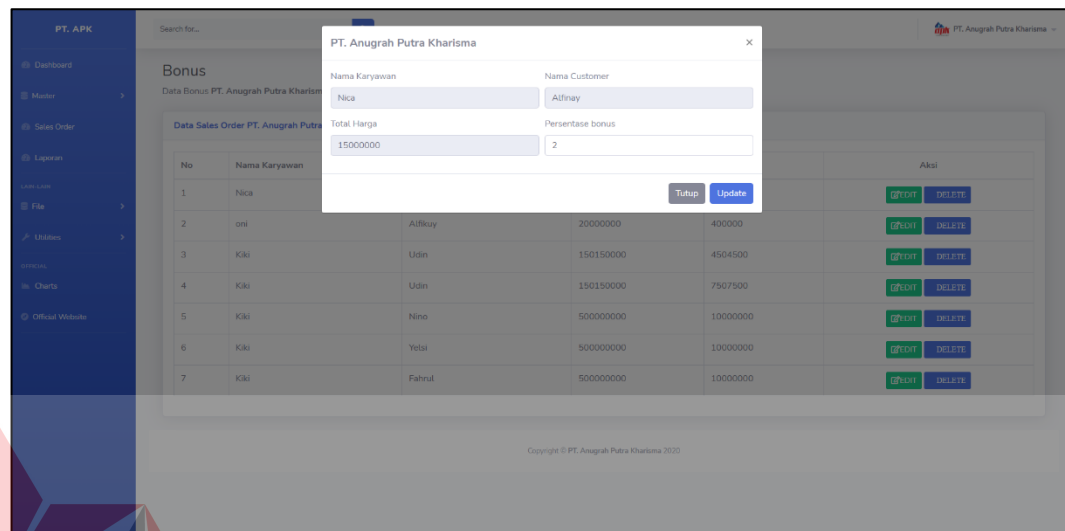 PT. APK
Search for...
PT. Anugrah Putra Kharisma
Dashboard
Master
Sales Order
Laporan
File
Utilities
Charts
Official Website
Bonus
Data Bonus PT. Anugrah Putra Kharism
Data Sales Order PT. Anugrah Putra
PT. Anugrah Putra Kharisma ×
Nama Karyawan Nama Customer
Nica Alfinay
Total Harga Persentase bonus
15000000 2
Tutup Update
No Nama Karyawan Aksi
1 Nica EDIT DELETE
2 oni Alfikuy 20000000 400000 EDIT DELETE
3 Kiki Udin 150150000 4504500 EDIT DELETE
4 Kiki Udin 150150000 7507500 EDIT DELETE
5 Kiki Nino 500000000 10000000 EDIT DELETE
6 Kiki Yelsi 500000000 10000000 EDIT DELETE
7 Kiki Fahrul 500000000 10000000 EDIT DELETE
Copyright © PT. Anugrah Putra Kharisma 2020